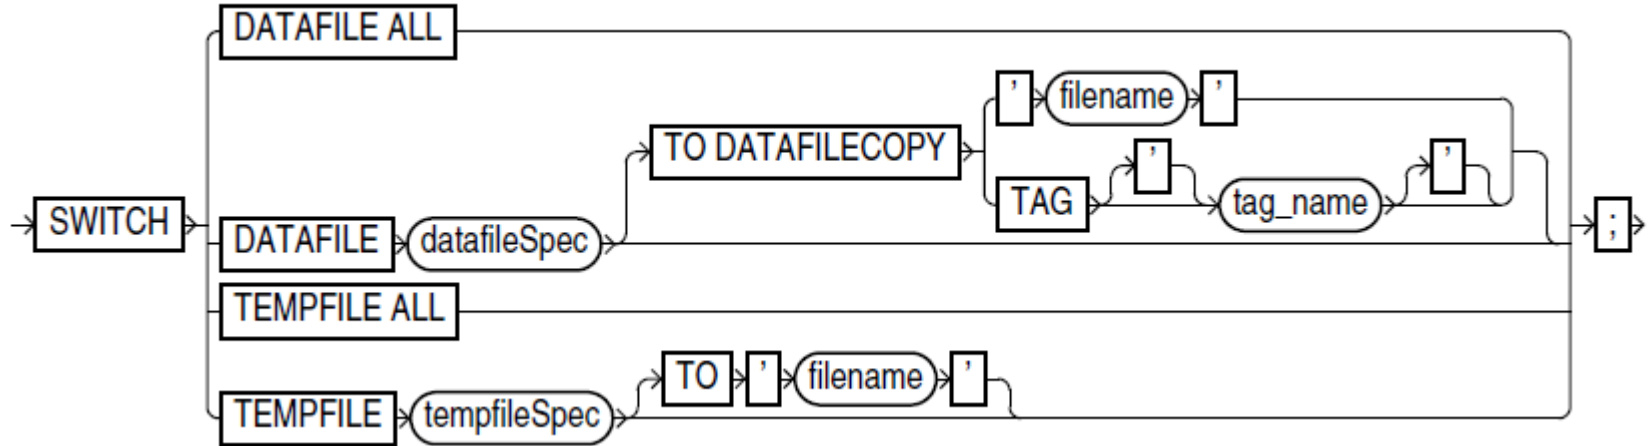 DATAFILE ALL
’ filename ’
TO DATAFILECOPY
’ ’
TAG tag_name
SWITCH ;
DATAFILE datafileSpec
TEMPFILE ALL
TO ’ filename ’
TEMPFILE tempfileSpec